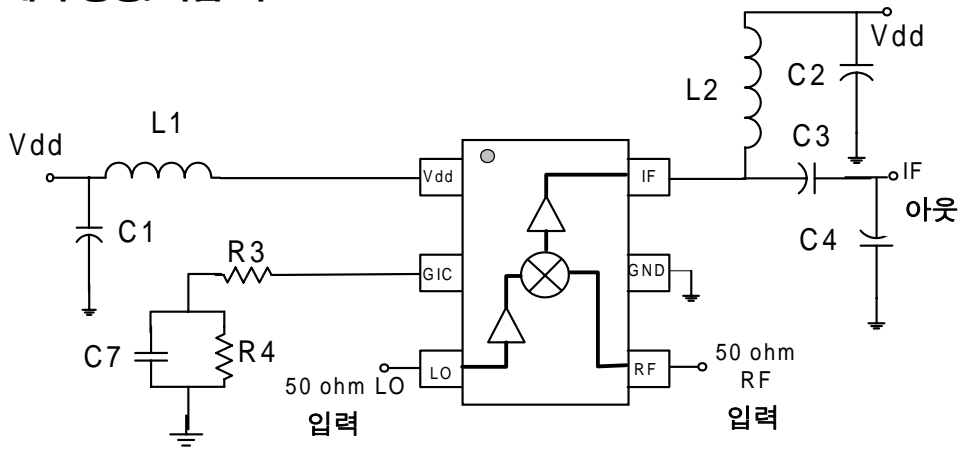 Vdd
L1
C1
R3
C7
R4
50 ohm LO
입력
Vdd
GIC
LO
IF
GND
RF
L2
Vdd
C2
C3
IF
아웃
C4
50 ohm
RF
입력